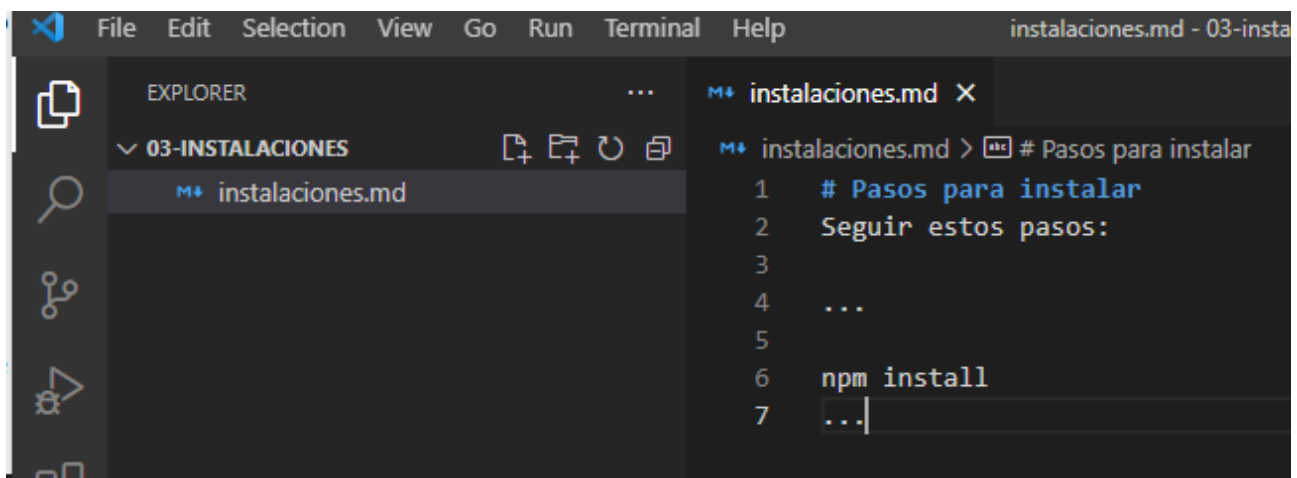 File Edit Selection View Go Run Terminal Help instalaciones.md - 03-insta
EXPLORER ...
03-INSTALACIONES
instalaciones.md
instalaciones.md
instalaciones.md > # Pasos para instalar
1 # Pasos para instalar
2 Seguir estos pasos:
3
4 ...
5
6 npm install
7 ...